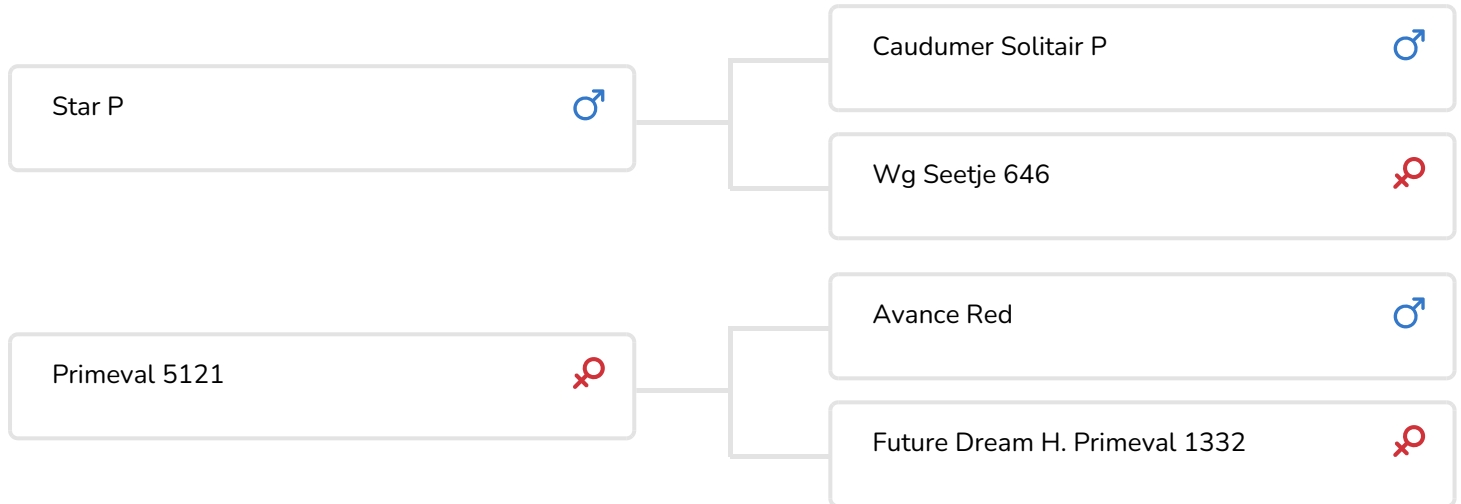 Caudumer Solitair P
Star P
Wg Seetje 646
Avance Red
Primeval 5121
Future Dream H. Primeval 1332